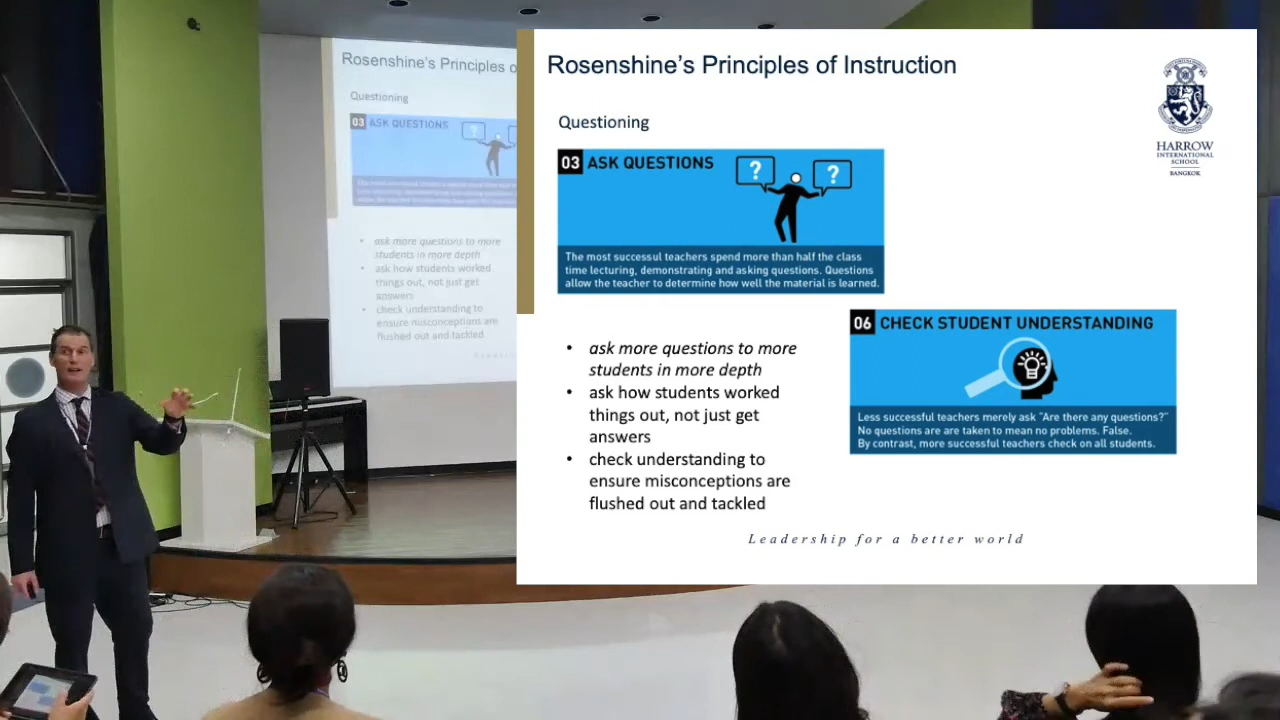 Rosenshine's Principles o
Questioning
03 ASK QUESTIONS
• ask more questions to more
students in more depth
• ask how students worked
things out, not just get
answers
• check understanding to
ensure misconceptions are
flushed out and tackled
Rosenshine's Principles of Instruction
HARROW
INTERNATIONAL
SCHOOL
BANGKOK
Questioning
03 ASK QUESTIONS
? ?
The most successul teachers spend more than half the class
time lecturing, demonstrating and asking questions. Questions
allow the teacher to determine how well the material is learned.
06 CHECK STUDENT UNDERSTANDING
Less successful teachers merely ask "Are there any questions?"
No questions are are taken to mean no problems. False.
By contrast, more successful teachers check on all students.
• ask more questions to more
students in more depth
• ask how students worked
things out, not just get
answers
• check understanding to
ensure misconceptions are
flushed out and tackled
Leadership for a better world